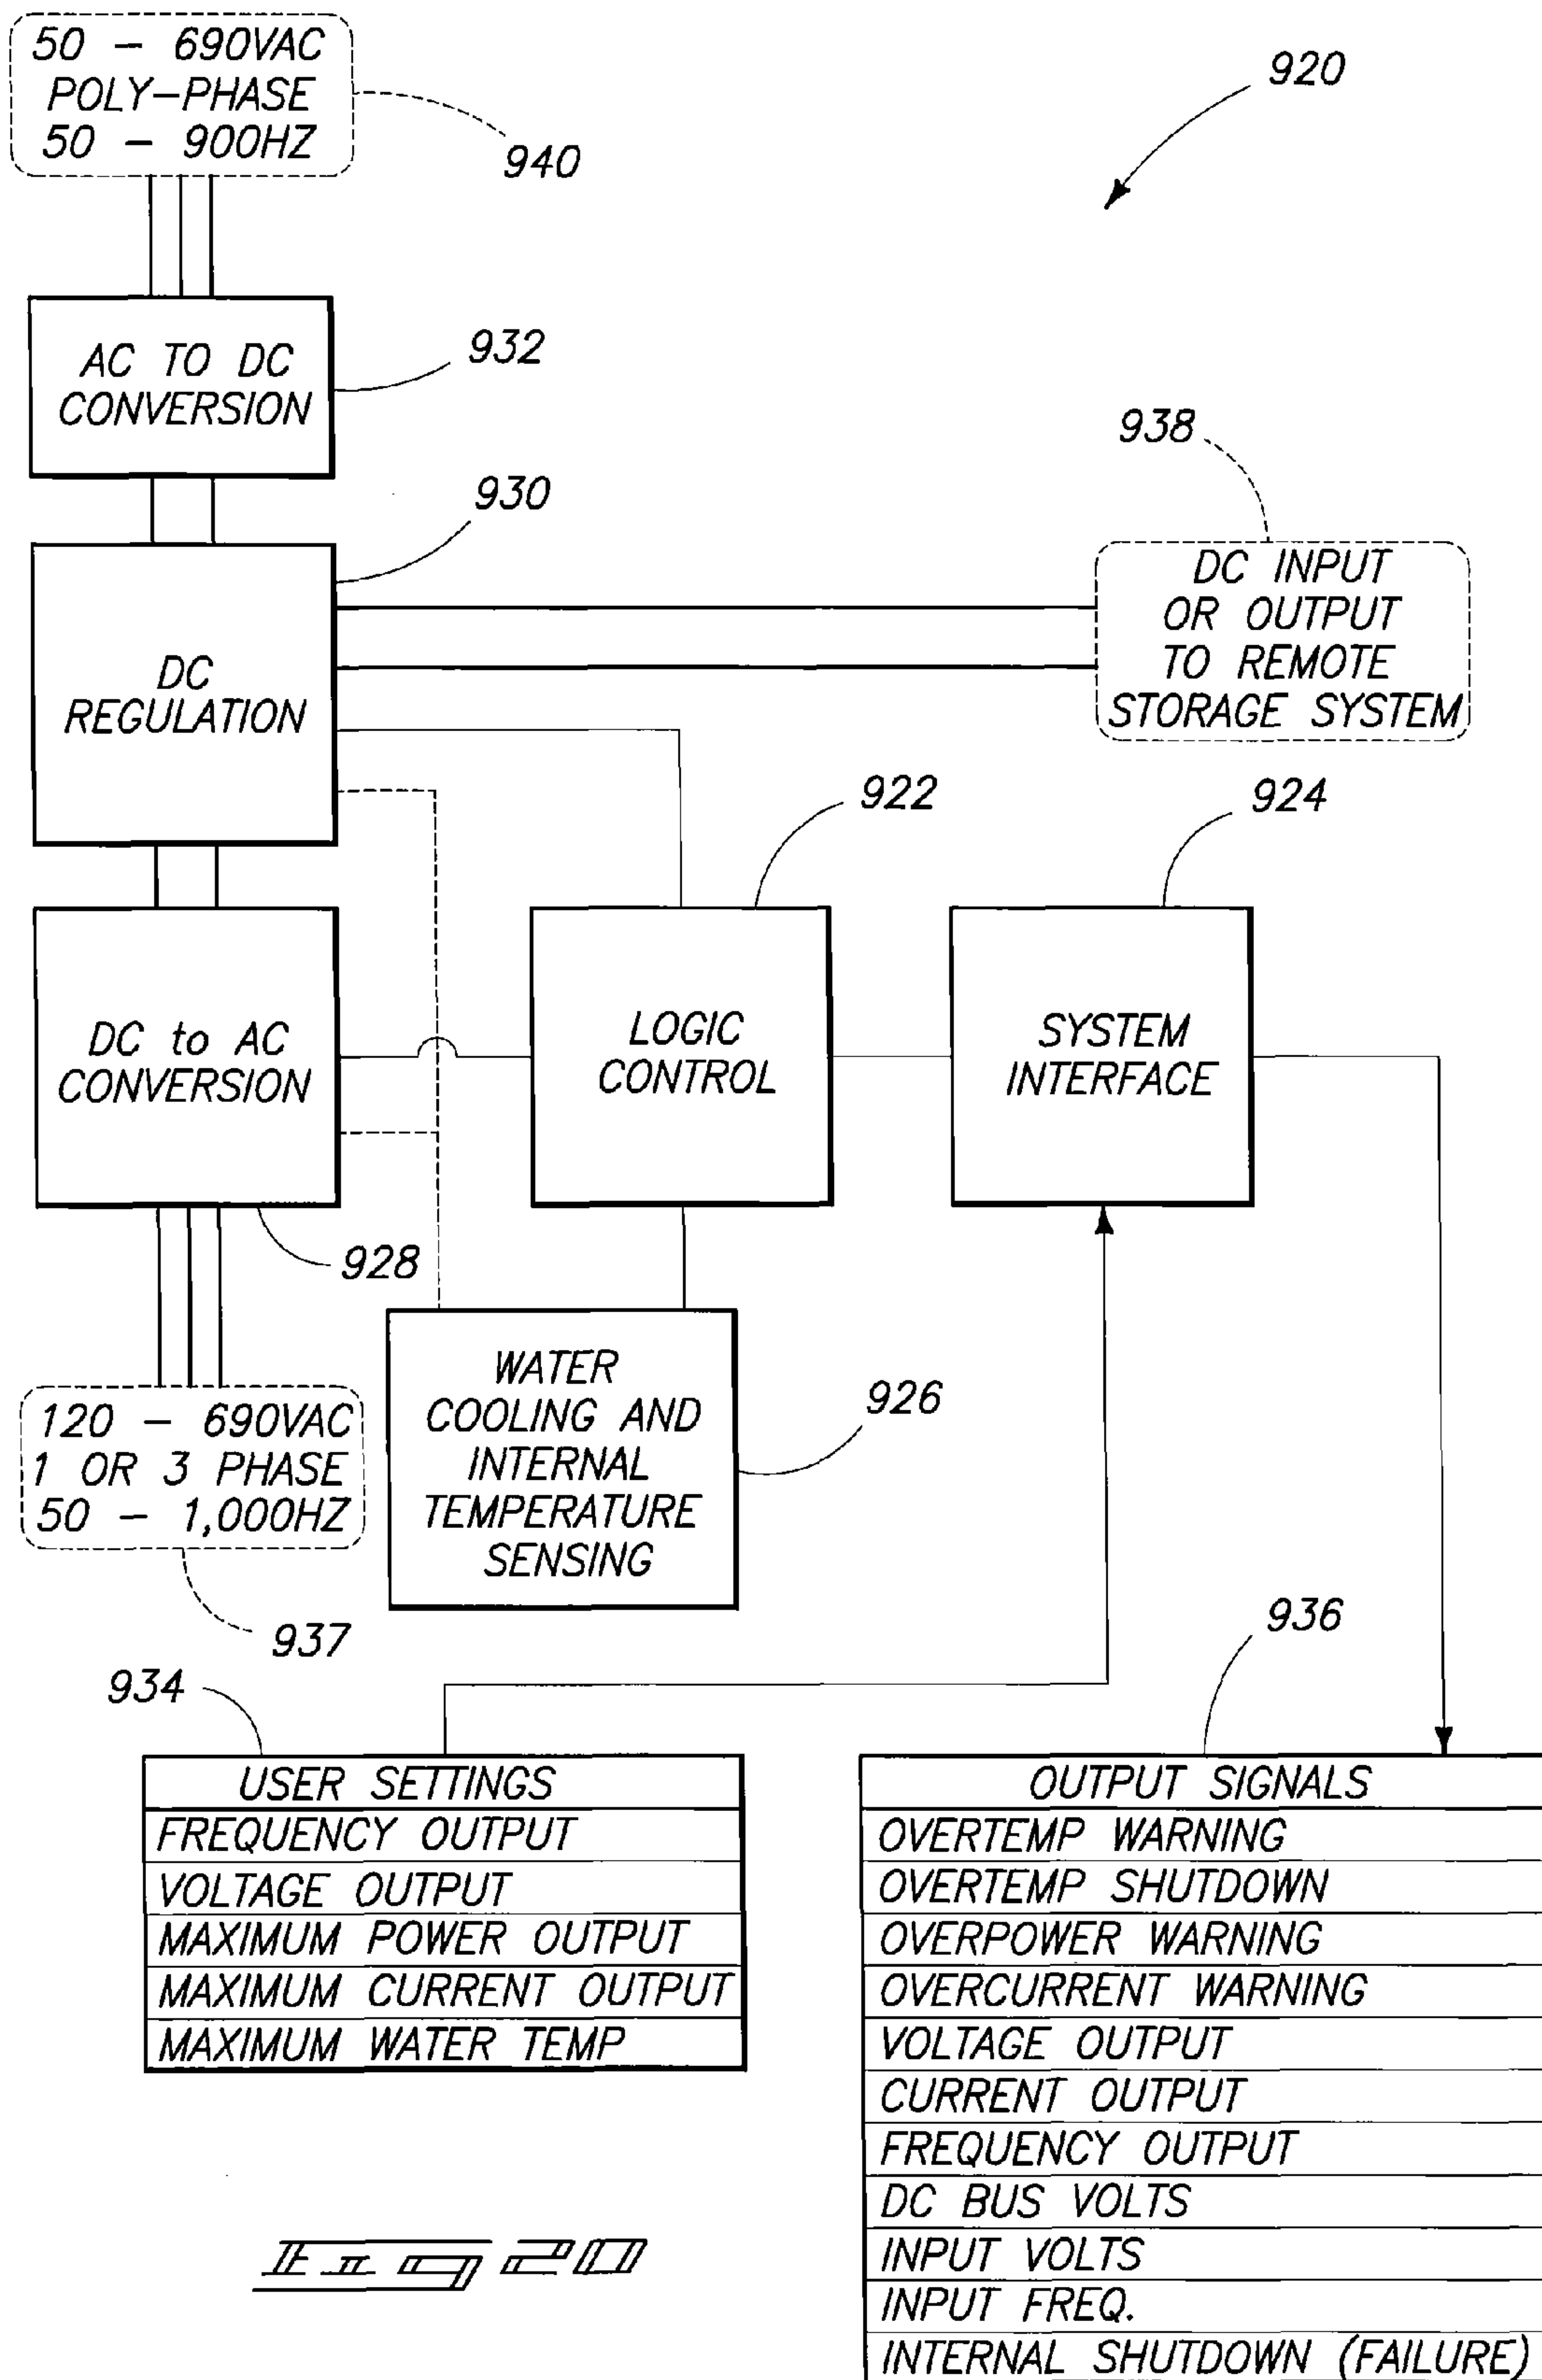 50 – 690VAC
POLY-PHASE
50 – 900HZ
920
940
AC TO DC
CONVERSION
932
938
930
DC INPUT
OR OUTPUT
TO REMOTE
STORAGE SYSTEM
DC
REGULATION
922
924
DC to AC
CONVERSION
LOGIC
CONTROL
SYSTEM
INTERFACE
928
WATER
COOLING AND
INTERNAL
TEMPERATURE
SENSING
926
120 – 690VAC
1 OR 3 PHASE
50 – 1,000HZ
937
934
936
USER SETTINGS
FREQUENCY OUTPUT
VOLTAGE OUTPUT
MAXIMUM POWER OUTPUT
MAXIMUM CURRENT OUTPUT
MAXIMUM WATER TEMP
OUTPUT SIGNALS
OVERTEMP WARNING
OVERTEMP SHUTDOWN
OVERPOWER WARNING
OVERCURRENT WARNING
VOLTAGE OUTPUT
CURRENT OUTPUT
FREQUENCY OUTPUT
DC BUS VOLTS
INPUT VOLTS
INPUT FREQ.
INTERNAL SHUTDOWN (FAILURE)
FIG 20